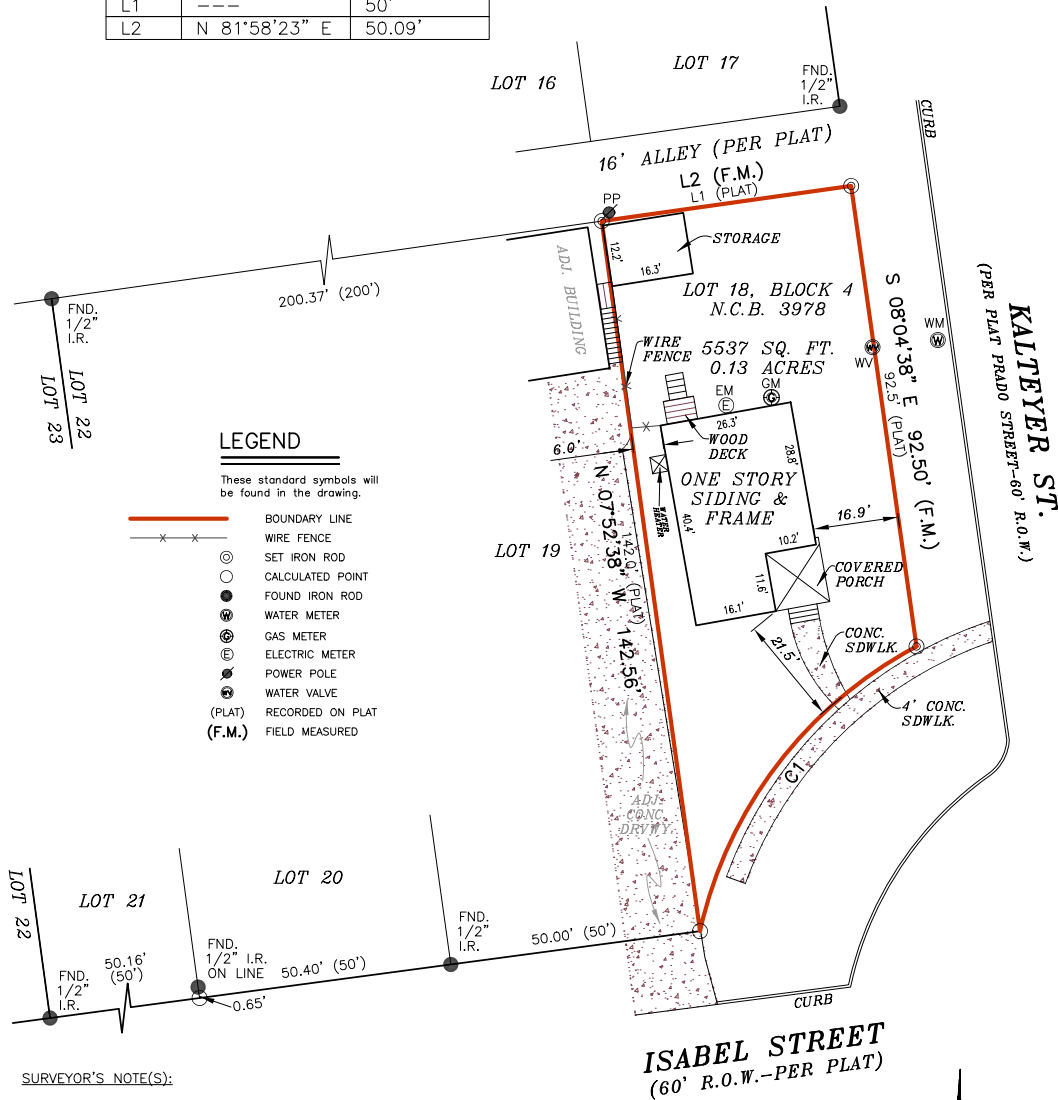 L1 --- 50'
L2 N 81°58'23" E 50.09'
LOT 16
LOT 17
FND.
1/2"
I.R.
CURB
16' ALLEY (PER PLAT)
L2 (F.M.)
L1 (PLAT)
PP
STORAGE
12.2'
16.3'
ADJ. BUILDING
200.37' (200')
FND.
1/2"
I.R.
LOT 22
LOT 23
LOT 18, BLOCK 4
N.C.B. 3978
5537 SQ. FT.
0.13 ACRES
WIRE
FENCE
S 08°04'38" E 92.50' (F.M.)
92.5' (PLAT)
WM
W
WV
WV
KALTEYER ST.
(PER PLAT PRADO STREET-60' R.O.W.)
EM
E
GM
G
26.3'
WOOD
DECK
6.0'
WATER
HEATER
28.8'
ONE STORY
SIDING &
FRAME
40.4'
16.9'
10.2'
11.6'
16.1'
COVERED
PORCH
N 07°52'38" W 142.56'
142.0' (PLAT)
LOT 19
21.5'
CONC.
SDWLK.
4' CONC.
SDWLK.
C1
ADJ.
CONC.
DRVWY.
LEGEND
These standard symbols will
be found in the drawing.
BOUNDARY LINE
x x WIRE FENCE
SET IRON ROD
CALCULATED POINT
FOUND IRON ROD
W WATER METER
G GAS METER
E ELECTRIC METER
POWER POLE
WV WATER VALVE
(PLAT) RECORDED ON PLAT
(F.M.) FIELD MEASURED
LOT 22
LOT 21
LOT 20
FND.
1/2"
I.R.
50.16'
(50')
FND.
1/2" I.R.
ON LINE
0.65'
50.40' (50')
FND.
1/2"
I.R.
50.00' (50')
CURB
ISABEL STREET
(60' R.O.W.-PER PLAT)
SURVEYOR'S NOTE(S):